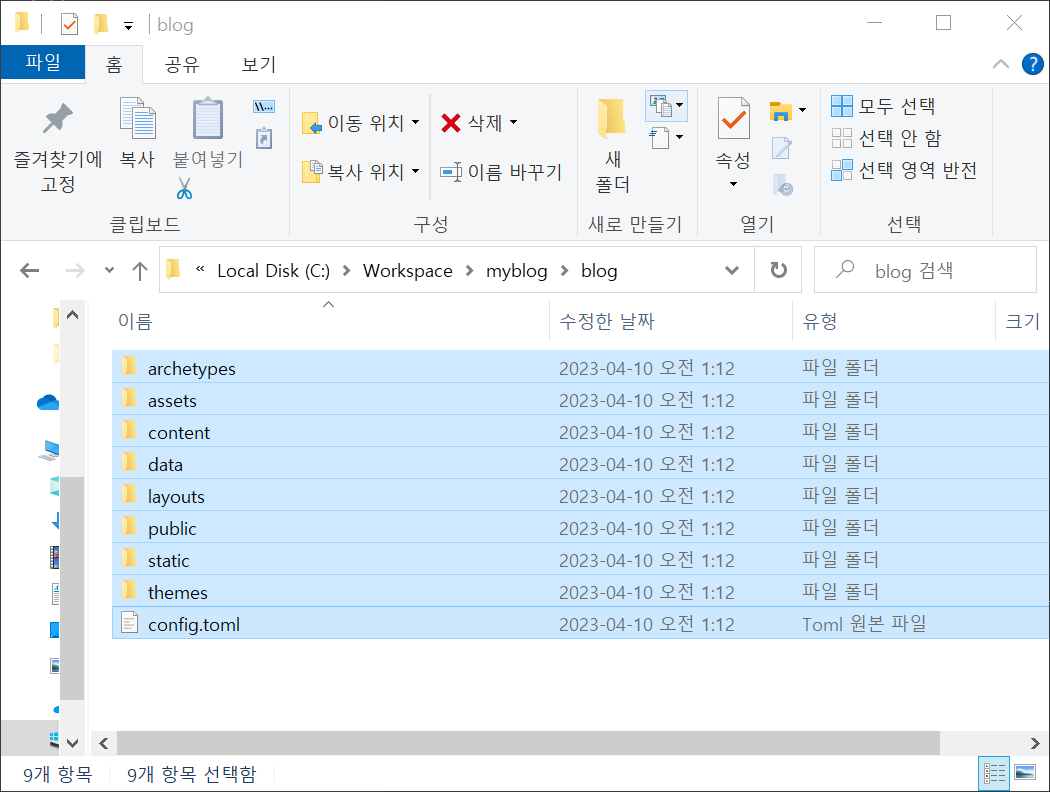 blog
파일 홈 공유 보기
즐겨찾기에 고정
복사
붙여넣기
이동 위치
복사 위치
삭제
이름 바꾸기
새 폴더
속성
모두 선택
선택 안 함
선택 영역 반전
클립보드 구성 새로 만들기 열기 선택
« Local Disk (C:) > Workspace > myblog > blog
blog 검색
이름 수정한 날짜 유형 크기
archetypes 2023-04-10 오전 1:12 파일 폴더
assets 2023-04-10 오전 1:12 파일 폴더
content 2023-04-10 오전 1:12 파일 폴더
data 2023-04-10 오전 1:12 파일 폴더
layouts 2023-04-10 오전 1:12 파일 폴더
public 2023-04-10 오전 1:12 파일 폴더
static 2023-04-10 오전 1:12 파일 폴더
themes 2023-04-10 오전 1:12 파일 폴더
config.toml 2023-04-10 오전 1:12 Toml 원본 파일
9개 항목 9개 항목 선택함